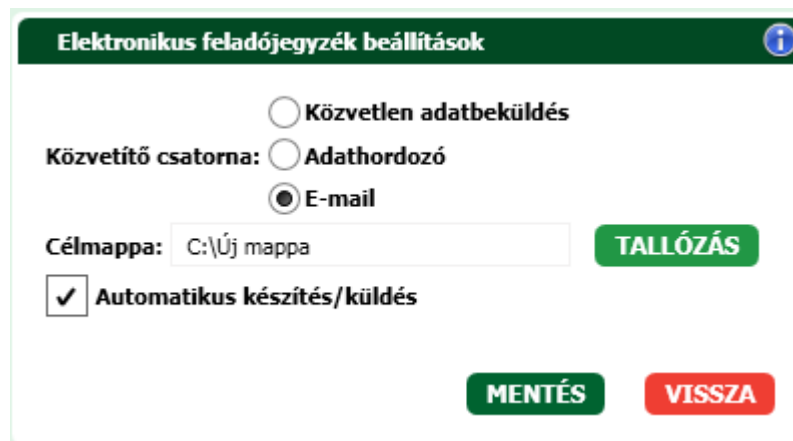 Elektronikus feladójegyzék beállítások
Közvetlen adatbeküldés
Közvetítő csatorna: Adathordozó
E-mail
Célmappa: C:\Új mappa TALLÓZÁS
Automatikus készítés/küldés
MENTÉS VISSZA